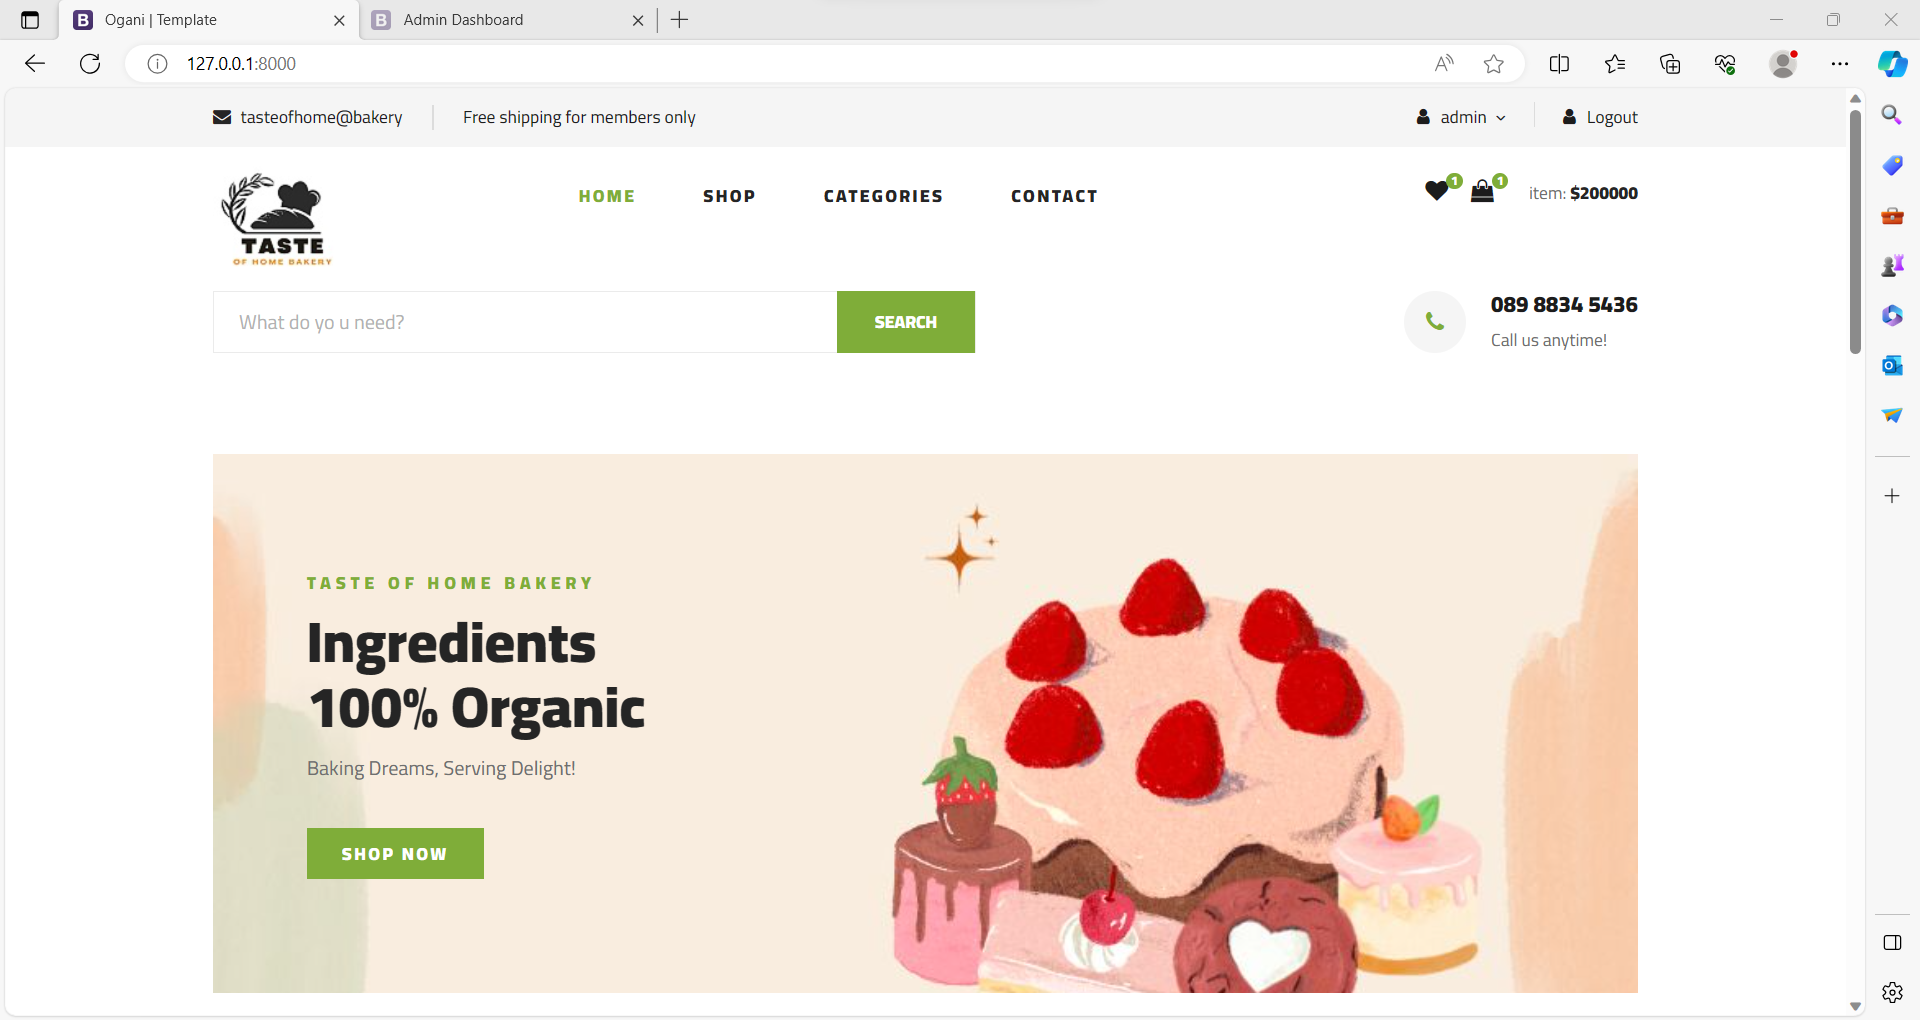 Ogani | Template
Admin Dashboard
127.0.0.1:8000
tasteofhome@bakery
Free shipping for members only
admin
Logout
TASTE
OF HOME BAKERY
HOME
SHOP
CATEGORIES
CONTACT
1
1
item: $200000
What do yo u need?
SEARCH
089 8834 5436
Call us anytime!
TASTE OF HOME BAKERY
Ingredients
100% Organic
Baking Dreams, Serving Delight!
SHOP NOW